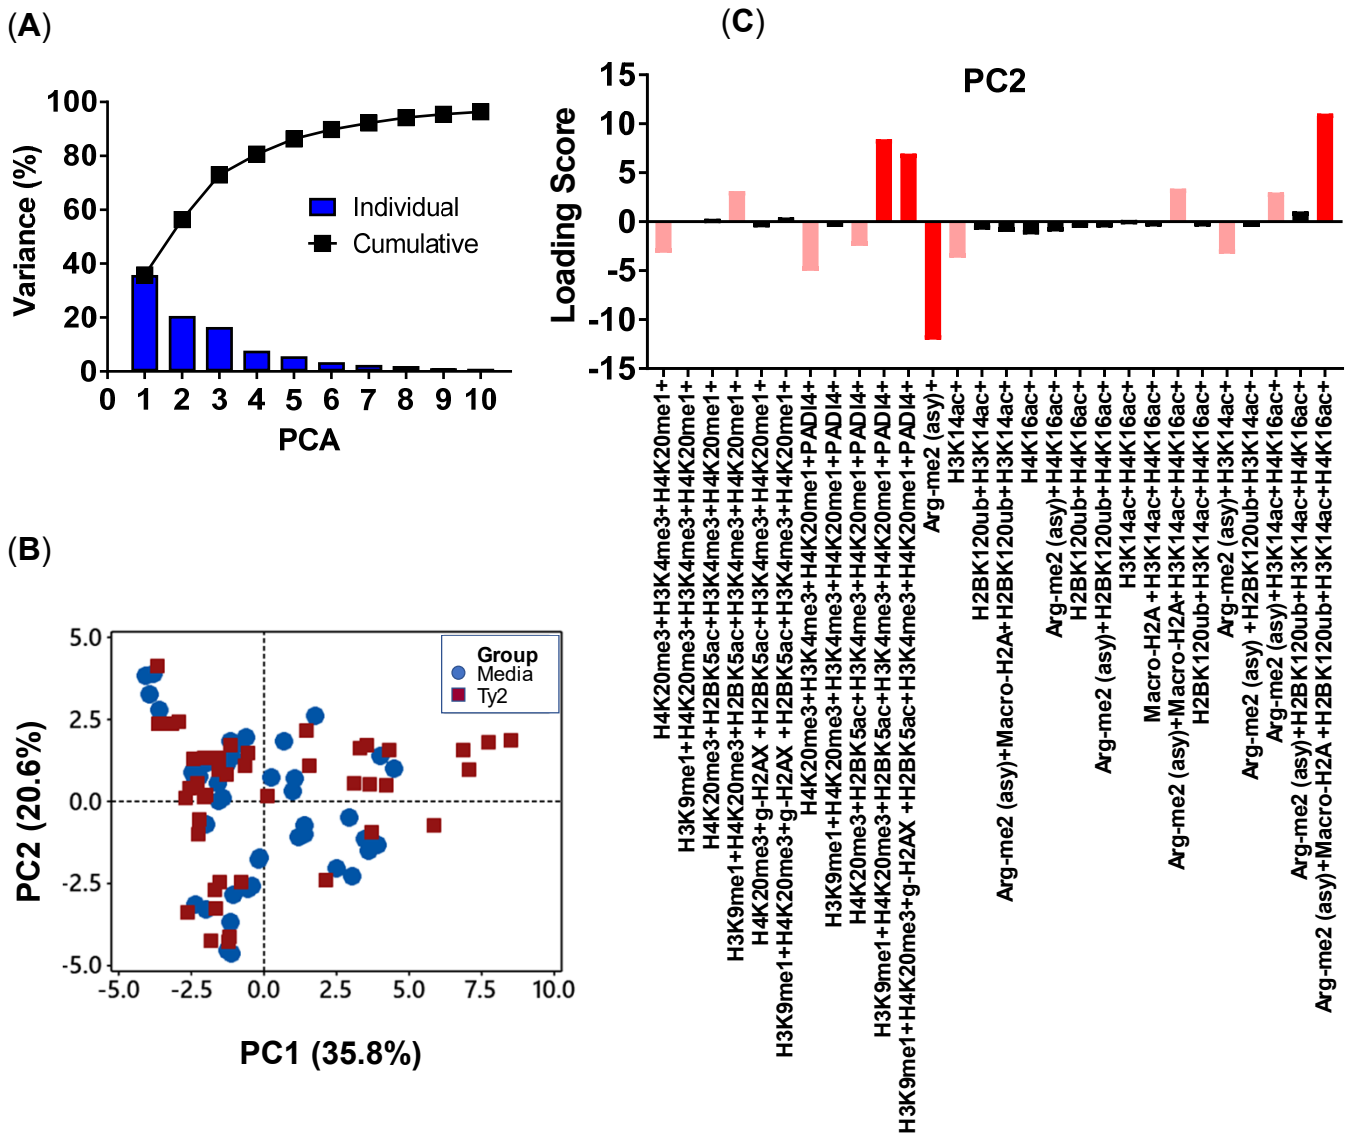 (A)
100
80
60
40
20
0
Variance (%)
Individual
Cumulative
0 1 2 3 4 5 6 7 8 9 10
PCA
(B)
5.0
2.5
0.0
-2.5
-5.0
PC2 (20.6%)
Group
Media
Ty2
-5.0 -2.5 0.0 2.5 5.0 7.5 10.0
PC1 (35.8%)
(C)
PC2
15
10
5
0
-5
-10
-15
Loading Score
H4K20me3+H3K4me3+H4K20me1+
H3K9me1+H4K20me3+H3K4me3+H4K20me1+
H4K20me3+H2BK5ac+H3K4me3+H4K20me1+
H3K9me1+H4K20me3+H2BK5ac+H3K4me3+H4K20me1+
H4K20me3+g-H2AX +H2BK5ac+H3K4me3+H4K20me1+
H3K9me1+H4K20me3+g-H2AX +H2BK5ac+H3K4me3+H4K20me1+
H4K20me3+H3K4me3+H4K20me1+PADI4+
H3K9me1+H4K20me3+H3K4me3+H4K20me1+PADI4+
H4K20me3+H2BK5ac+H3K4me3+H4K20me1+PADI4+
H3K9me1+H4K20me3+H2BK5ac+H3K4me3+H4K20me1+PADI4+
H3K9me1+H4K20me3+g-H2AX +H2BK5ac+H3K4me3+H4K20me1+PADI4+
Arg-me2 (asy)+
H3K14ac+
H2BK120ub+H3K14ac+
Arg-me2 (asy)+Macro-H2A+H2BK120ub+H3K14ac+
H4K16ac+
Arg-me2 (asy)+H4K16ac+
H2BK120ub+H4K16ac+
Arg-me2 (asy)+H2BK120ub+H4K16ac+
H3K14ac+H4K16ac+
Macro-H2A +H3K14ac+H4K16ac+
Arg-me2 (asy)+Macro-H2A+H3K14ac+H4K16ac+
H2BK120ub+H3K14ac+H4K16ac+
Arg-me2 (asy)+H3K14ac+
Arg-me2 (asy) +H2BK120ub+H3K14ac+
Arg-me2 (asy)+H3K14ac+H4K16ac+
Arg-me2 (asy)+H2BK120ub+H3K14ac+H4K16ac+
Arg-me2 (asy)+Macro-H2A +H2BK120ub+H3K14ac+H4K16ac+